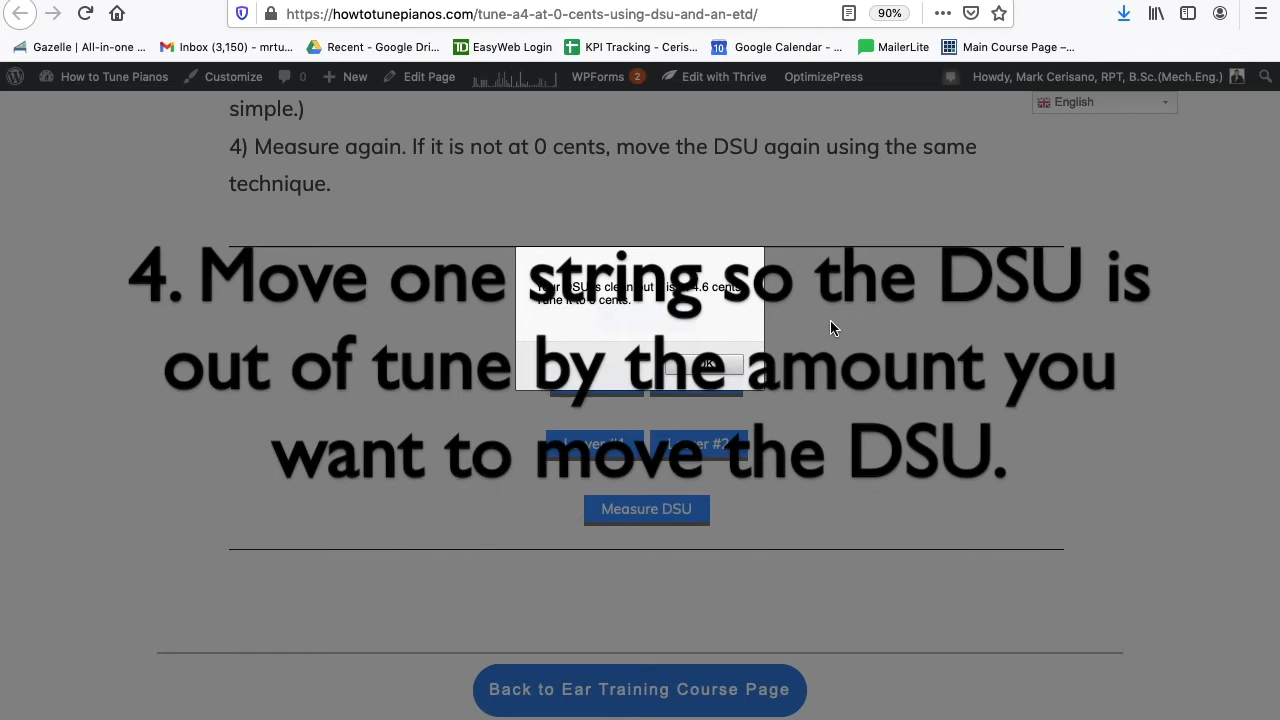 https://howtotunepianos.com/tune-a4-at-0-cents-using-dsu-and-an-etd/
90%
Gazelle | All-in-one ...
Inbox (3,150) - mrtu...
Recent - Google Dri...
EasyWeb Login
KPI Tracking - Ceris...
Google Calendar - ...
MailerLite
Main Course Page –...
How to Tune Pianos
Customize
0
New
Edit Page
WPForms 2
Edit with Thrive
OptimizePress
Howdy, Mark Cerisano, RPT, B.Sc.(Mech.Eng.)
English
simple.)
4) Measure again. If it is not at 0 cents, move the DSU again using the same
technique.
4. Move one string so the DSU is
out of tune by the amount you
want to move the DSU.
Measure DSU
Back to Ear Training Course Page